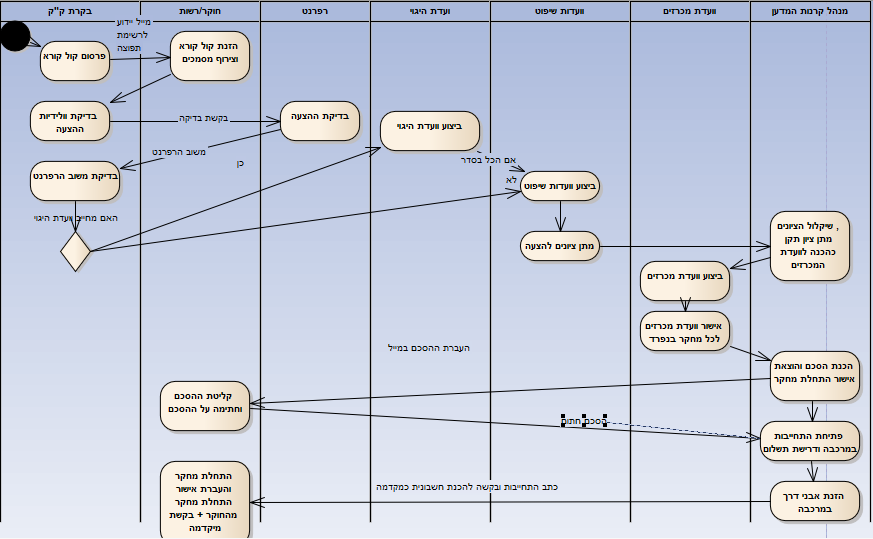 מנהל קרנות המדען
וועדת מכרזים
וועדות שיפוט
ועדת היגוי
רפרנט
חוקר/רשות
בקרת ק"ק
מייל יידוע
לרשימת
תפוצה
פרסום קול קורא
הזנת קול קורא
וצירוף מסמכים
בדיקת וולידיות
ההצעה
בקשת בדיקה
בדיקת ההצעה
ביצוע וועדת היגוי
משוב הרפרנט
כן
אם הכל בסדר
בדיקת משוב הרפרנט
לא
ביצוע וועדות שיפוט
האם מחייב וועדת היגוי
מתן ציונים להצעה
שיקלול הציונים ,
מתן ציון תקן
כהכנה לוועדת
המכרזים
ביצוע וועדת מכרזים
אישור וועדת מכרזים
לכל מחקר בנפרד
העברת ההסכם במייל
הכנת הסכם והוצאת
אישור התחלת מחקר
קליטת ההסכם
וחתימה על ההסכם
הסכם חתום
פתיחת התחייבות
במרכבה ודרישת תשלום
כתב התחייבות ובקשה להכנת חשבונית כמקדמה
הזנת אבני דרך
במרכבה
התחלת מחקר
והעברת אישור
התחלת מחקר
מהחוקר + בקשת
מיקדמה